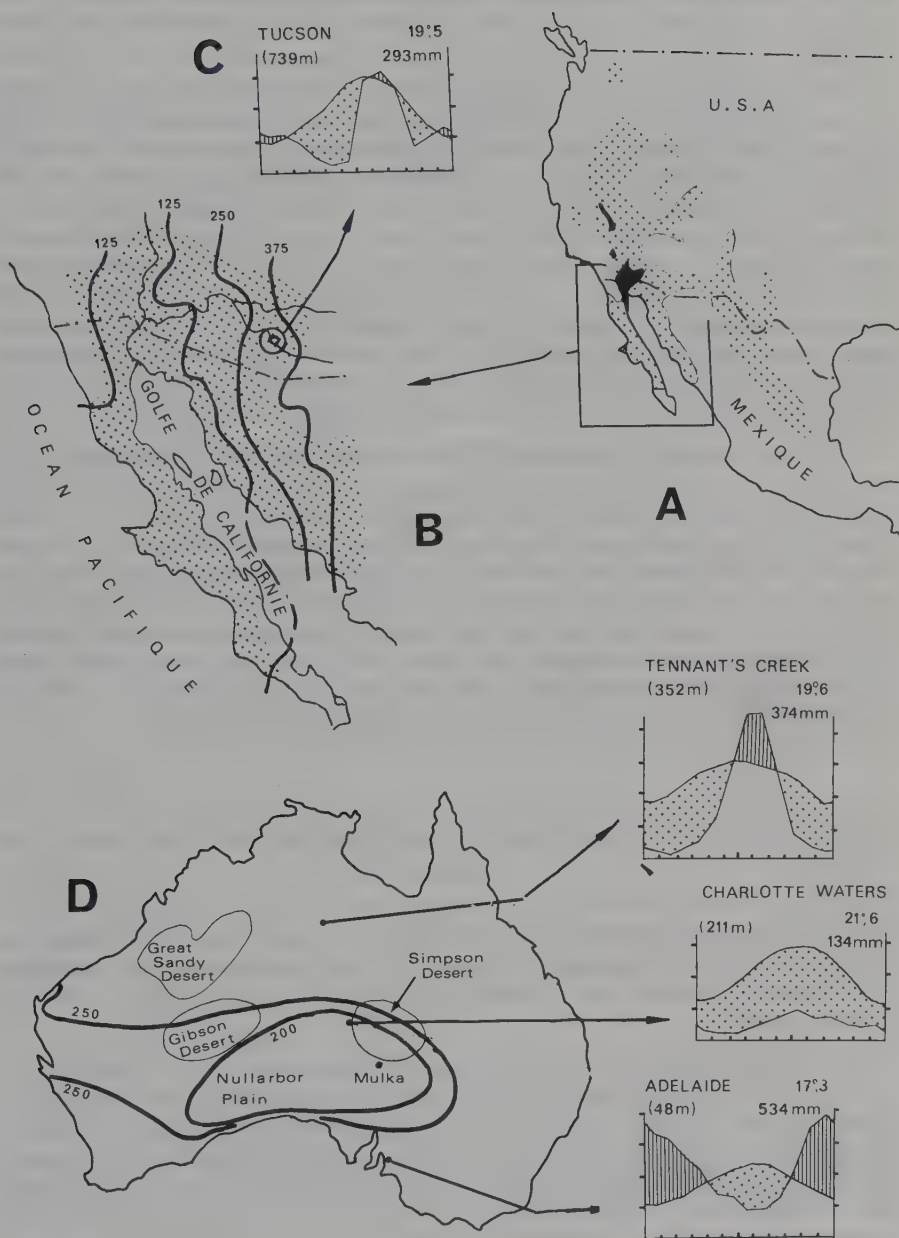 C
TUCSON 19°,5
(739m) 293mm
U.S.A
MEXIQUE
A
125
125
250
375
GOLFE
DE CALIFORNIE
OCEAN PACIFIQUE
B
TENNANT'S CREEK
(352m) 19°,6
374mm
D
Great
Sandy
Desert
Simpson
Desert
250
Gibson
Desert
200
Nullarbor
Plain
Mulka
250
CHARLOTTE WATERS
(211m) 21°,6
134mm
ADELAIDE 17°,3
(48m) 534mm